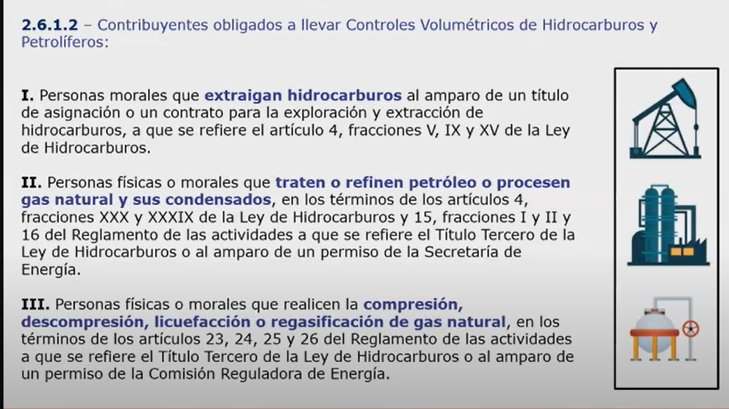 2.6.1.2 – Contribuyentes obligados a llevar Controles Volumétricos de Hidrocarburos y
Petrolíferos:
I. Personas morales que extraigan hidrocarburos al amparo de un título
de asignación o un contrato para la exploración y extracción de
hidrocarburos, a que se refiere el artículo 4, fracciones V, IX y XV de la Ley
de Hidrocarburos.
II. Personas físicas o morales que traten o refinen petróleo o procesen
gas natural y sus condensados, en los términos de los artículos 4,
fracciones XXX y XXXIX de la Ley de Hidrocarburos y 15, fracciones I y II y
16 del Reglamento de las actividades a que se refiere el Título Tercero de la
Ley de Hidrocarburos o al amparo de un permiso de la Secretaría de
Energía.
III. Personas físicas o morales que realicen la compresión,
descompresión, licuefacción o regasificación de gas natural, en los
términos de los artículos 23, 24, 25 y 26 del Reglamento de las actividades
a que se refiere el Título Tercero de la Ley de Hidrocarburos o al amparo de
un permiso de la Comisión Reguladora de Energía.